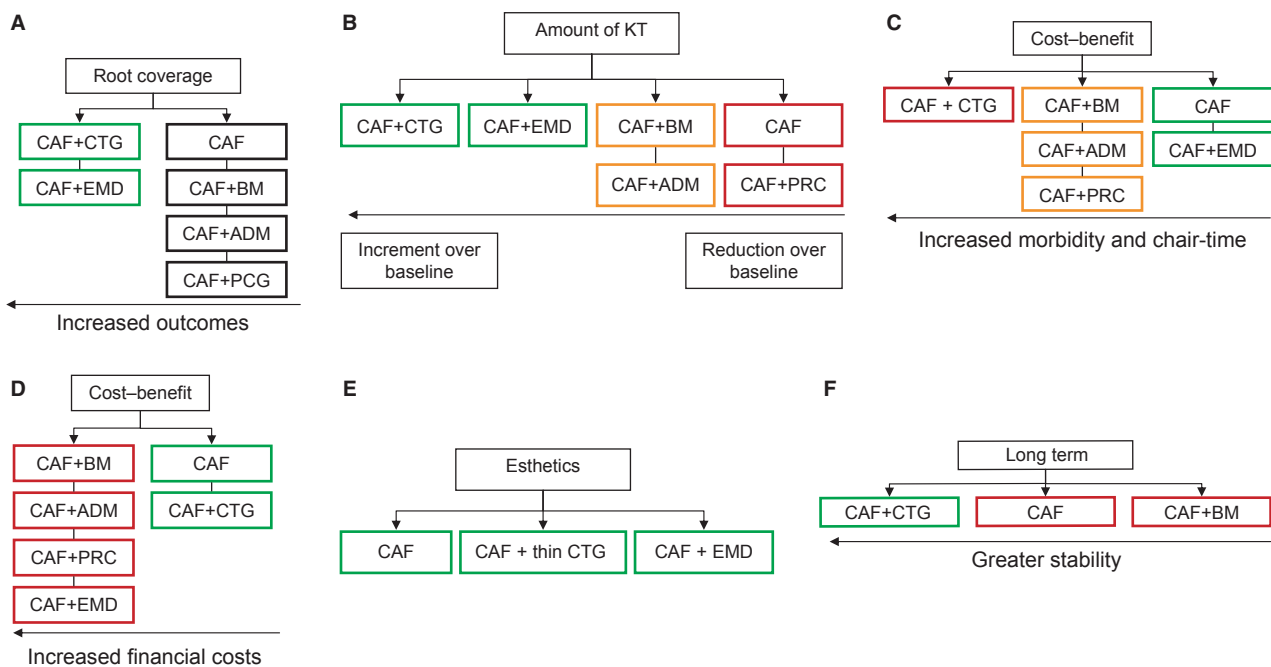 A
Root coverage
CAF+CTG
CAF
CAF+EMD
CAF+BM
CAF+ADM
CAF+PCG
Increased outcomes
B
Amount of KT
CAF+CTG
CAF+EMD
CAF+BM
CAF
CAF+ADM
CAF+PRC
Increment over
baseline
Reduction over
baseline
C
Cost–benefit
CAF + CTG
CAF+BM
CAF
CAF+ADM
CAF+EMD
CAF+PRC
Increased morbidity and chair-time
D
Cost–benefit
CAF+BM
CAF
CAF+ADM
CAF+CTG
CAF+PRC
CAF+EMD
Increased financial costs
E
Esthetics
CAF
CAF + thin CTG
CAF + EMD
F
Long term
CAF+CTG
CAF
CAF+BM
Greater stability